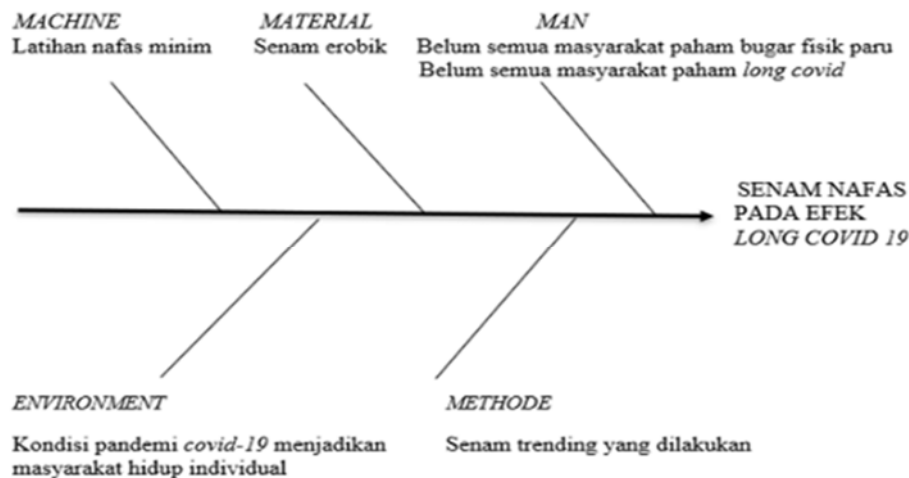 MACHINE
Latihan nafas minim
MATERIAL
Senam erobik
MAN
Belum semua masyarakat paham bugar fisik paru
Belum semua masyarakat paham long covid
SENAM NAFAS
PADA EFEK
LONG COVID 19
ENVIRONMENT
Kondisi pandemi covid-19 menjadikan
masyarakat hidup individual
METHODE
Senam trending yang dilakukan